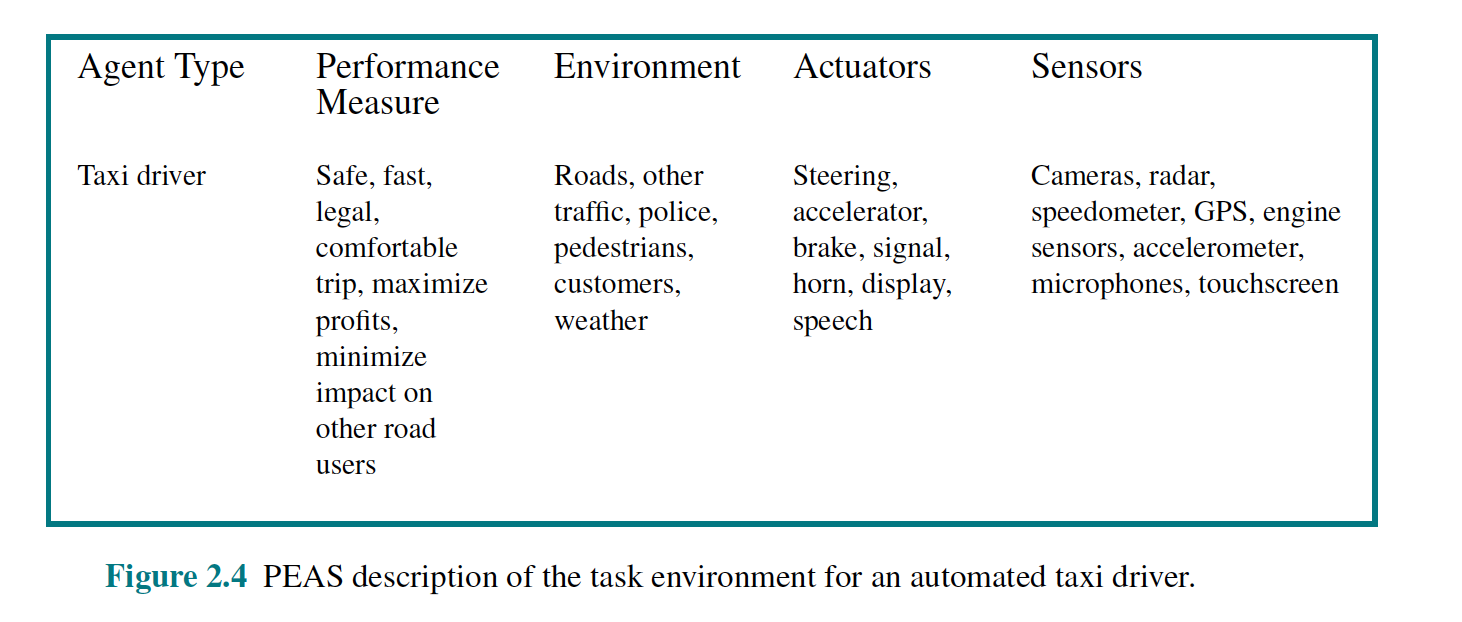 Agent Type Performance Measure Environment Actuators Sensors
Taxi driver
Safe, fast,
legal,
comfortable
trip, maximize
profits,
minimize
impact on
other road
users
Roads, other
traffic, police,
pedestrians,
customers,
weather
Steering,
accelerator,
brake, signal,
horn, display,
speech
Cameras, radar,
speedometer, GPS, engine
sensors, accelerometer,
microphones, touchscreen
Figure 2.4 PEAS description of the task environment for an automated taxi driver.